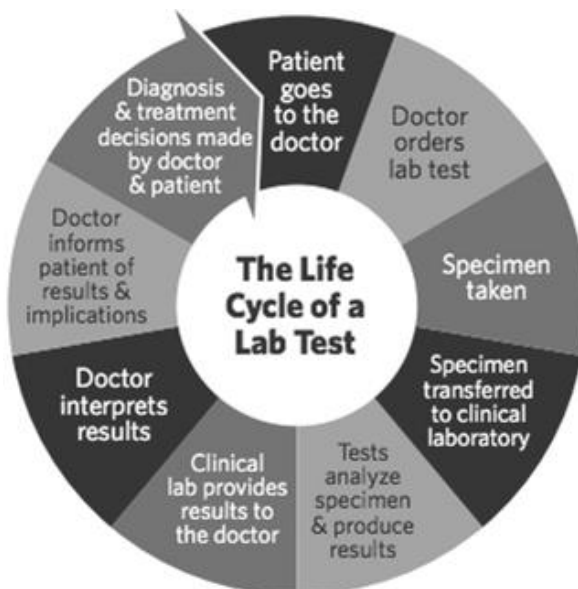 The Life
Cycle of a
Lab Test
Patient
goes
to the
doctor
Doctor
orders
lab test
Specimen
taken
Specimen
transferred
to clinical
laboratory
Tests
analyze
specimen
& produce
results
Clinical
lab provides
results to
the doctor
Doctor
interprets
results
Doctor
informs
patient of
results &
implications
Diagnosis
& treatment
decisions made
by doctor
& patient